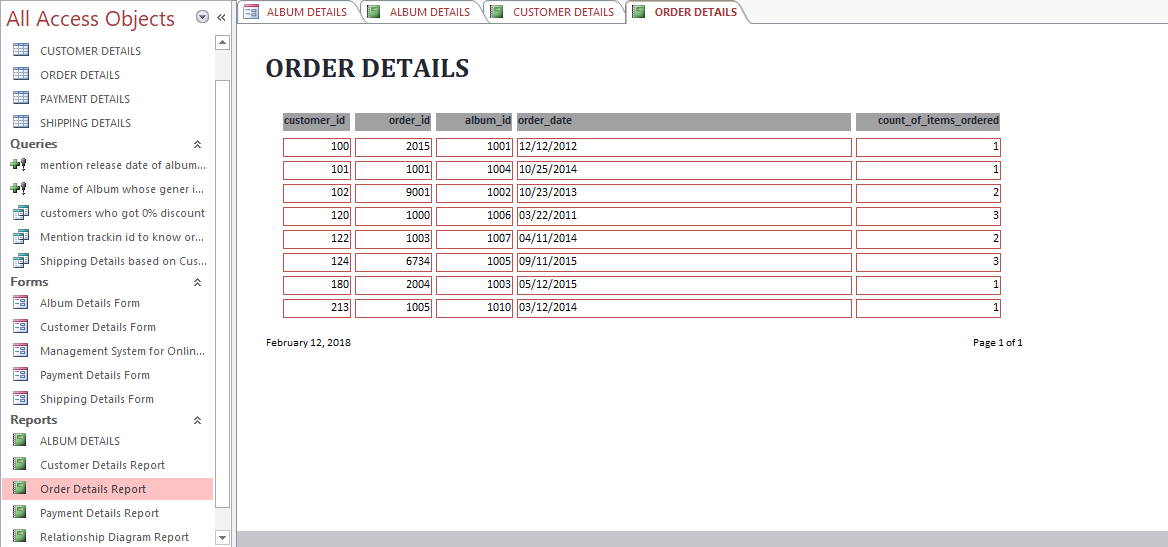 All Access Objects
CUSTOMER DETAILS
ORDER DETAILS
PAYMENT DETAILS
SHIPPING DETAILS
Queries
mention release date of album...
Name of Album whose gener i...
customers who got 0% discount
Mention trackin id to know or...
Shipping Details based on Cus...
Forms
Album Details Form
Customer Details Form
Management System for Onlin...
Payment Details Form
Shipping Details Form
Reports
ALBUM DETAILS
Customer Details Report
Order Details Report
Payment Details Report
Relationship Diagram Report
ALBUM DETAILS ALBUM DETAILS CUSTOMER DETAILS ORDER DETAILS
ORDER DETAILS
customer_id order_id album_id order_date count_of_items_ordered
100 2015 1001 12/12/2012 1
101 1001 1004 10/25/2014 1
102 9001 1002 10/23/2013 2
120 1000 1006 03/22/2011 3
122 1003 1007 04/11/2014 2
124 6734 1005 09/11/2015 3
180 2004 1003 05/12/2015 1
213 1005 1010 03/12/2014 1
February 12, 2018 Page 1 of 1